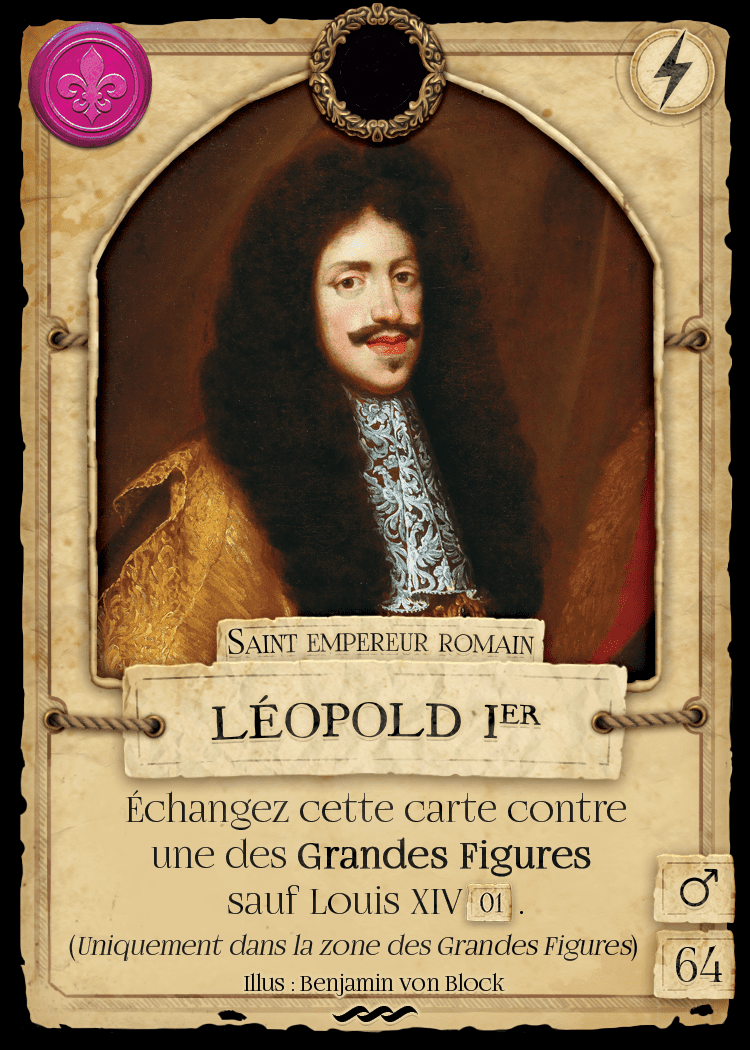 SAINT EMPEREUR ROMAIN
LÉOPOLD IER
Échangez cette carte contre
une des Grandes Figures
sauf Louis XIV 01 .
(Uniquement dans la zone des Grandes Figures)
♂
64
Illus : Benjamin von Block